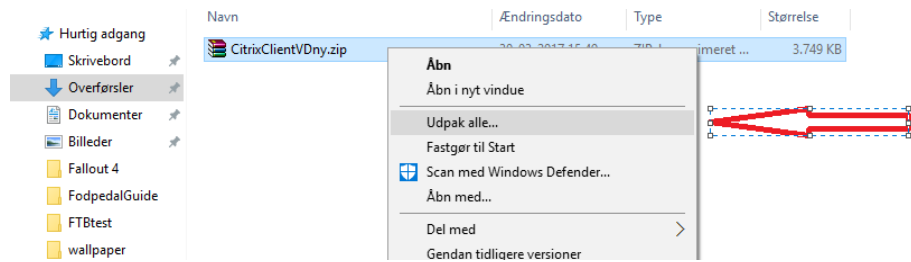 Navn Ændringsdato Type Størrelse
Hurtig adgang
Skrivebord
Overførsler
Dokumenter
Billeder
Fallout 4
FodpedalGuide
FTBtest
wallpaper
CitrixClientVDny.zip imeret ... 3.749 KB
Åbn
Åbn i nyt vindue
Udpak alle...
Fastgør til Start
Scan med Windows Defender...
Åbn med...
Del med
Gendan tidligere versioner